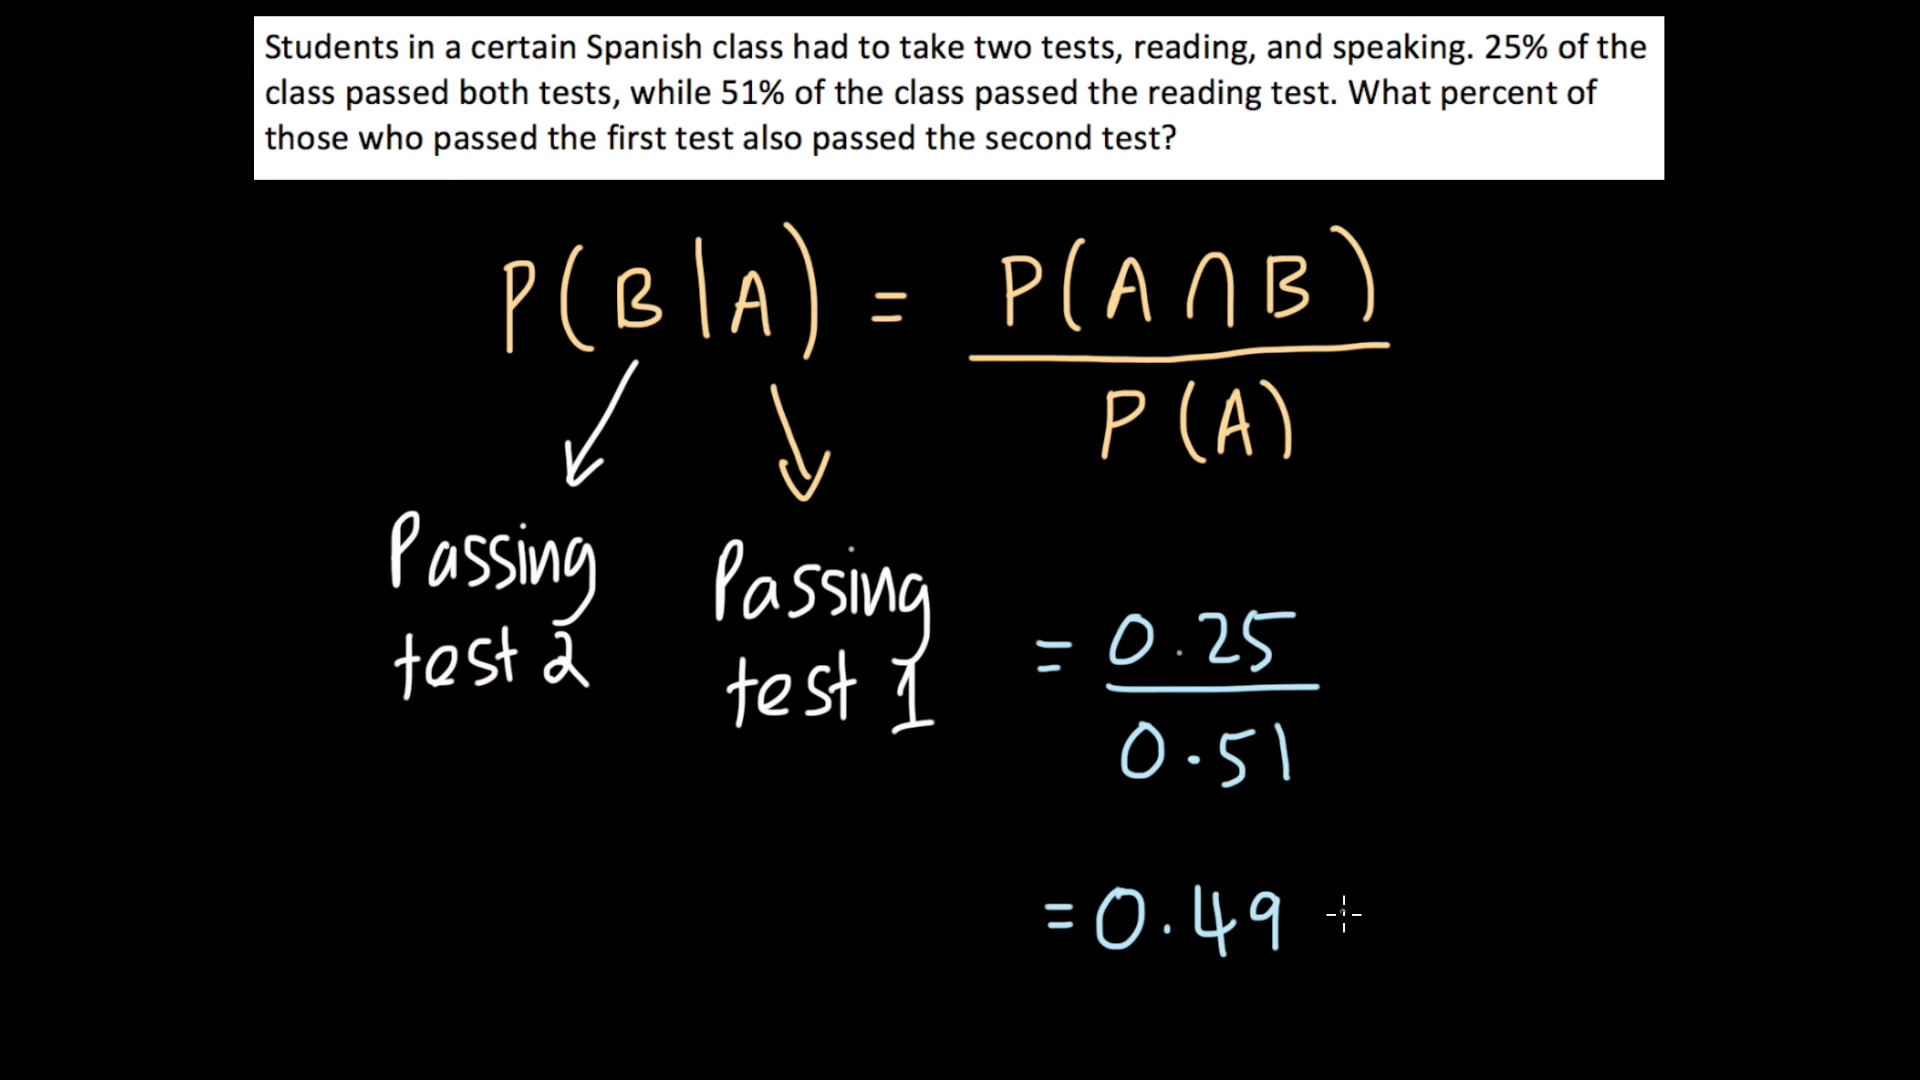 Students in a certain Spanish class had to take two tests, reading, and speaking. 25% of the
class passed both tests, while 51% of the class passed the reading test. What percent of
those who passed the first test also passed the second test?
P(B|A) = P(A∩B)
P(A)
Passing
test 2
Passing
test 1
= 0.25
0.51
= 0.49